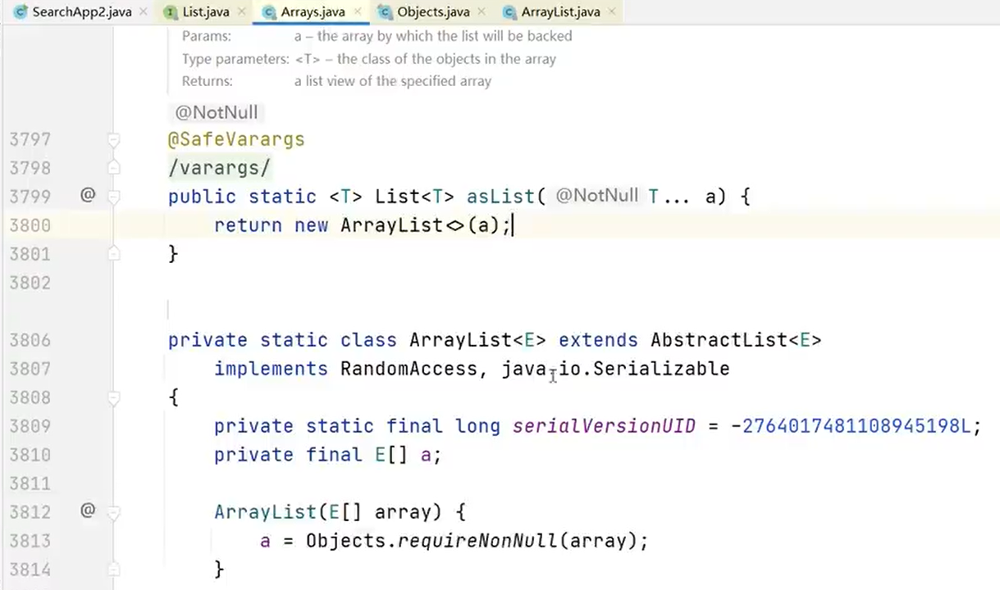 SearchApp2.java × List.java × Arrays.java × Objects.java × ArrayList.java ×
Params: a – the array by which the list will be backed
Type parameters: <T> – the class of the objects in the array
Returns: a list view of the specified array
@NotNull
3797 @SafeVarargs
3798 /varargs/
3799 @ public static <T> List<T> asList( @NotNull T... a) {
3800 return new ArrayList<>(a);
3801 }
3802
3806 private static class ArrayList<E> extends AbstractList<E>
3807 implements RandomAccess, java.io.Serializable
3808 {
3809 private static final long serialVersionUID = -2764017481108945198L;
3810 private final E[] a;
3811
3812 @ ArrayList(E[] array) {
3813 a = Objects.requireNonNull(array);
3814 }